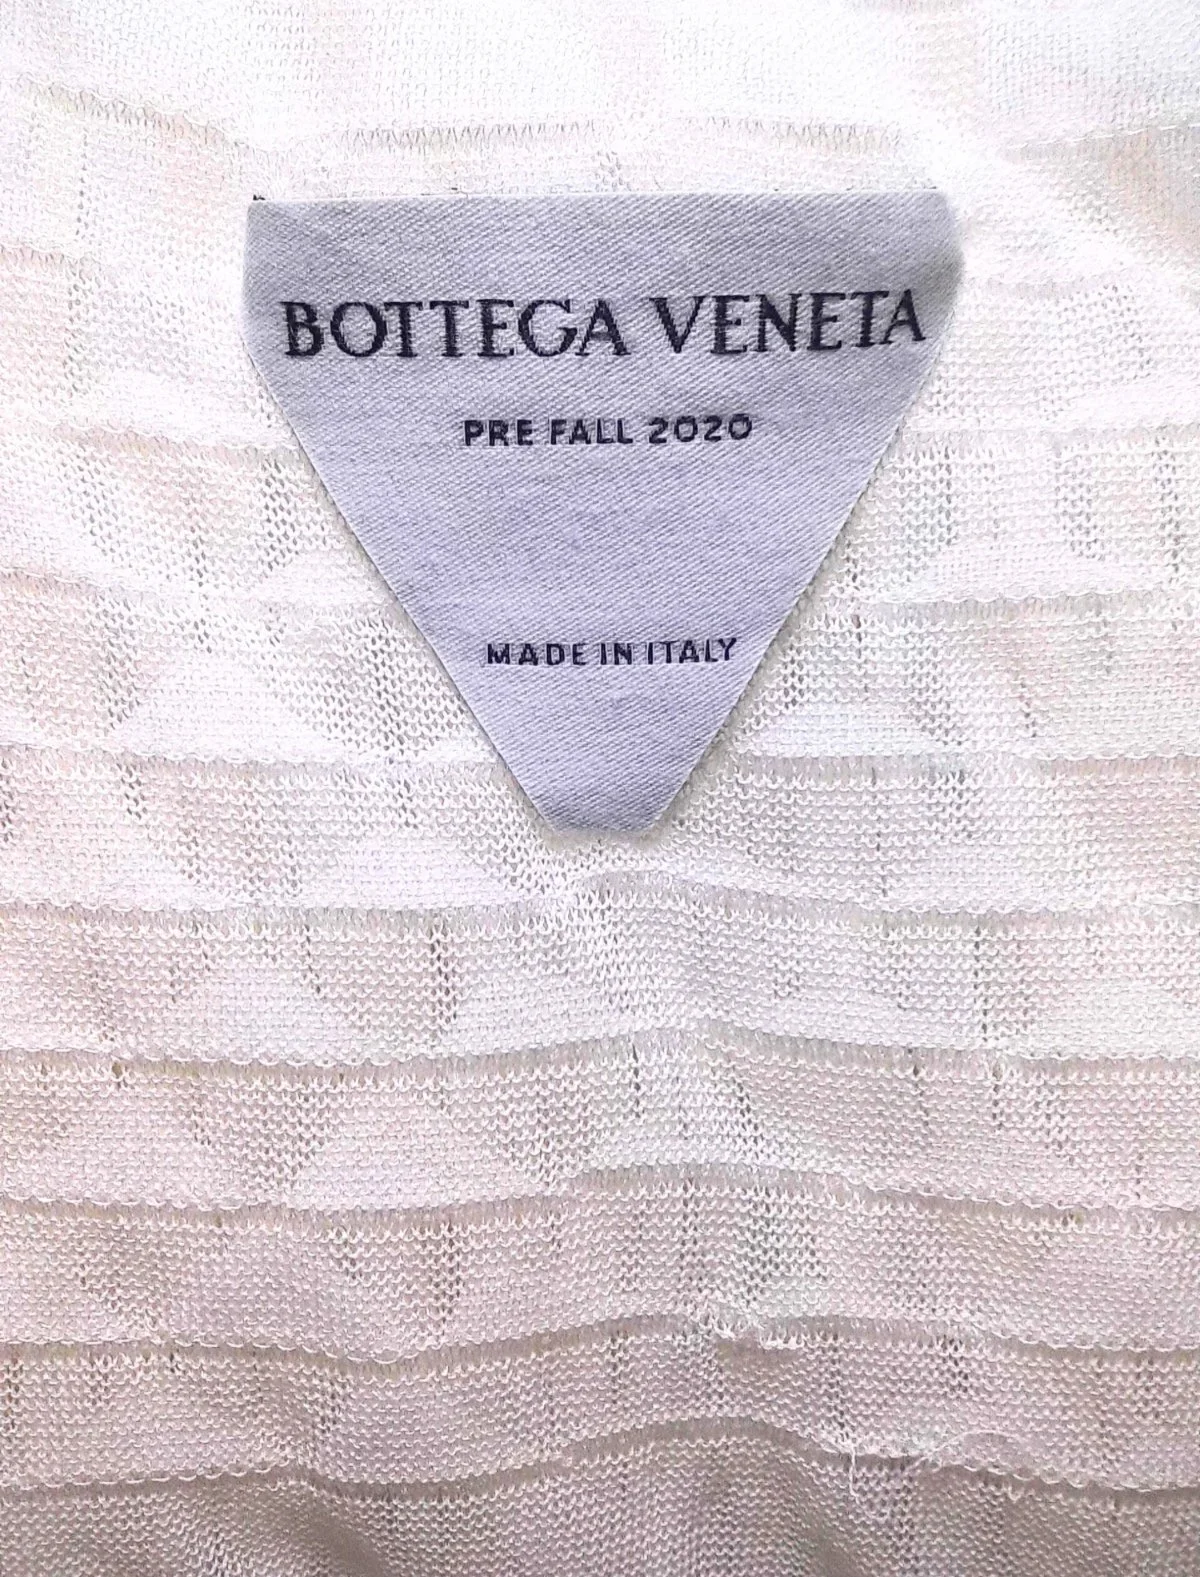 BOTTEGA VENETA
PRE FALL 2020
MADE IN ITALY